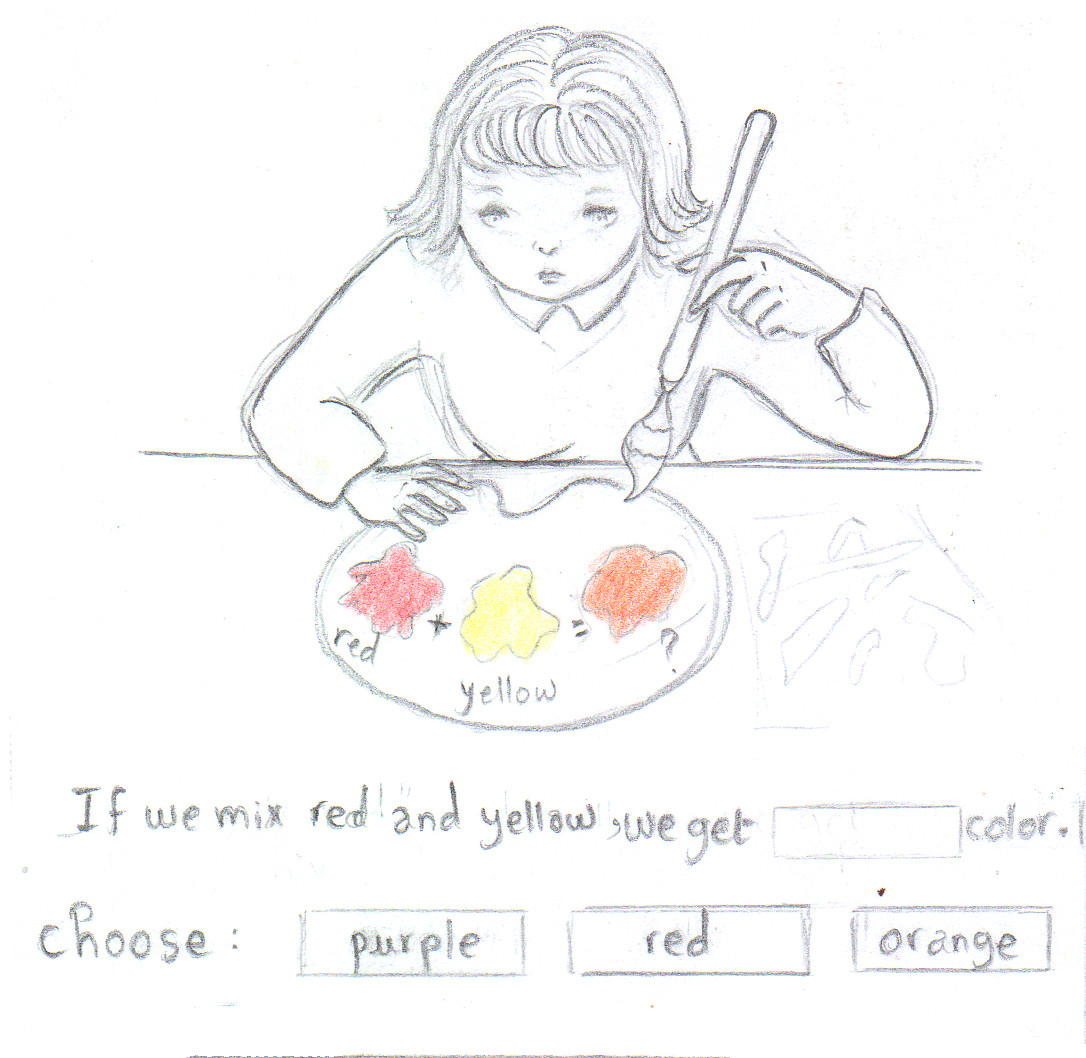 red + yellow = ?
If we mix red and yellow, we get color.
choose: purple red orange